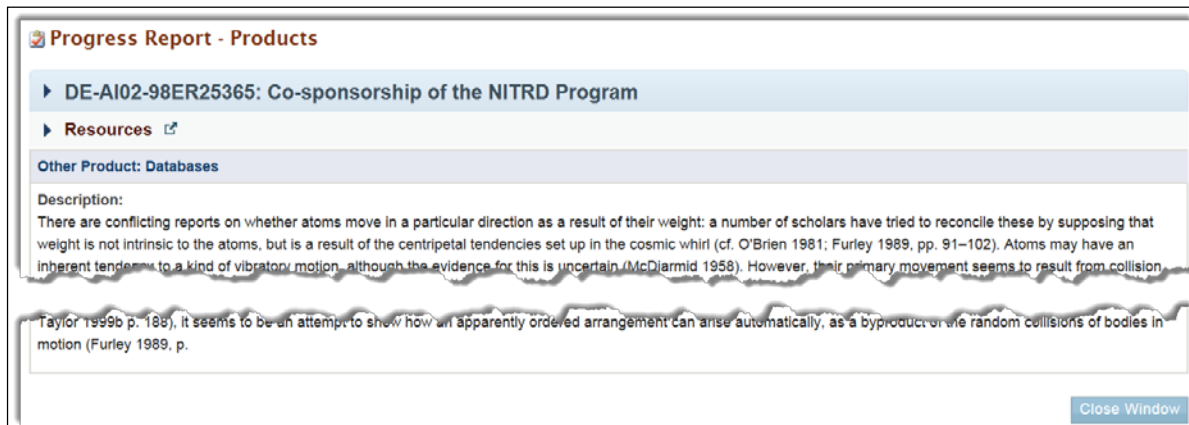 Progress Report - Products
DE-AI02-98ER25365: Co-sponsorship of the NITRD Program
Resources
Other Product: Databases
Description:
There are conflicting reports on whether atoms move in a particular direction as a result of their weight: a number of scholars have tried to reconcile these by supposing that
weight is not intrinsic to the atoms, but is a result of the centripetal tendencies set up in the cosmic whirl (cf. O'Brien 1981; Furley 1989, pp. 91–102). Atoms may have an
inherent tendency to a kind of vibratory motion, although the evidence for this is uncertain (McDiarmid 1958). However, their primary movement seems to result from collision
Taylor 1999b p. 188), it seems to be an attempt to show how an apparently ordered arrangement can arise automatically, as a byproduct of the random collisions of bodies in
motion (Furley 1989, p.
Close Window